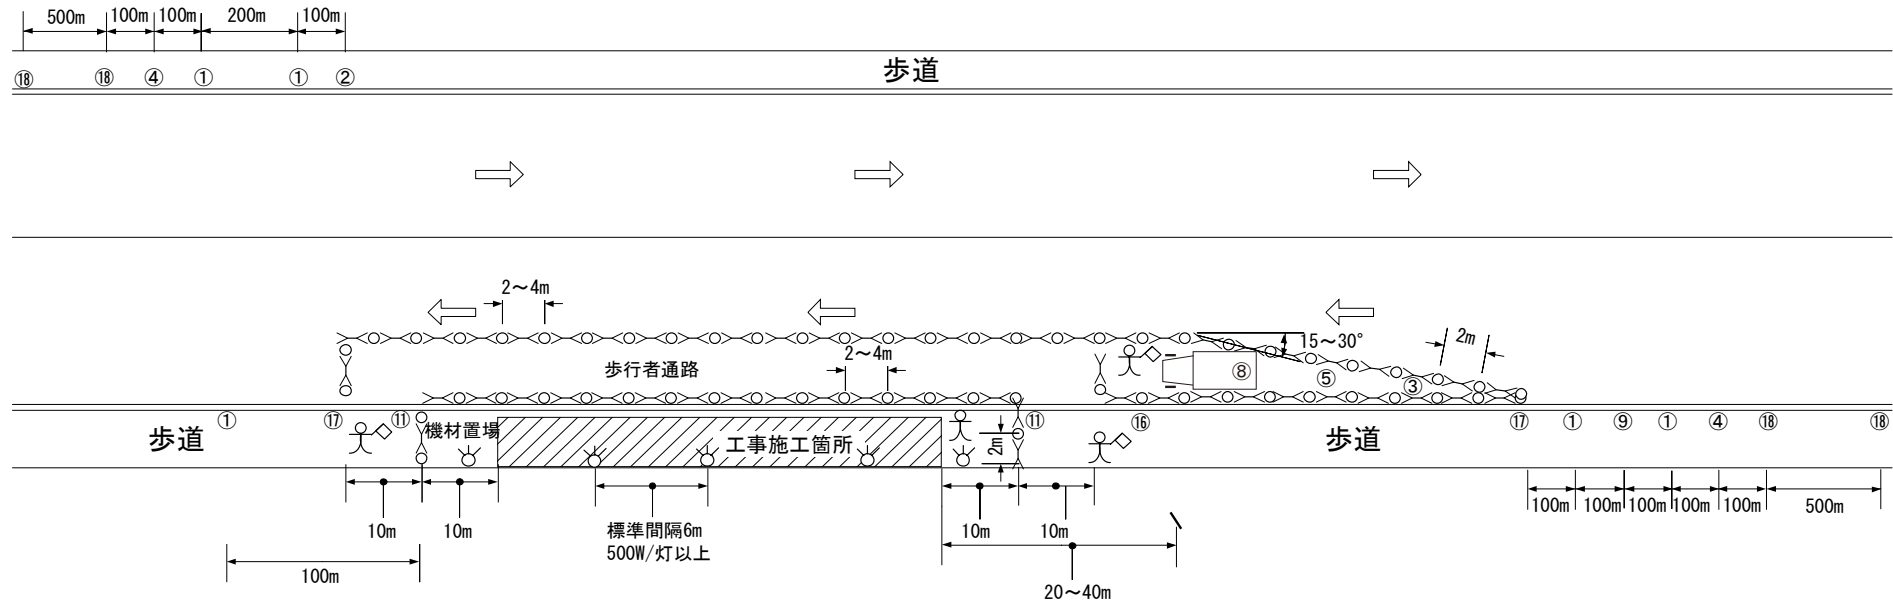 500m 100m 100m 200m 100m
⑱ ⑱ ④ ① ① ②
歩道
2～4m
15～30°
2m
2～4m
歩行者通路
⑧ ⑤ ③
① ⑰ ⑪ 機材置場 ⑪ ⑯ ⑰ ① ⑨ ① ④ ⑱ ⑱
歩道 工事施工箇所 2m 歩道
100m 100m 100m 100m 100m 500m
10m 10m 標準間隔6m 10m 10m
500W/灯以上
100m
20～40m